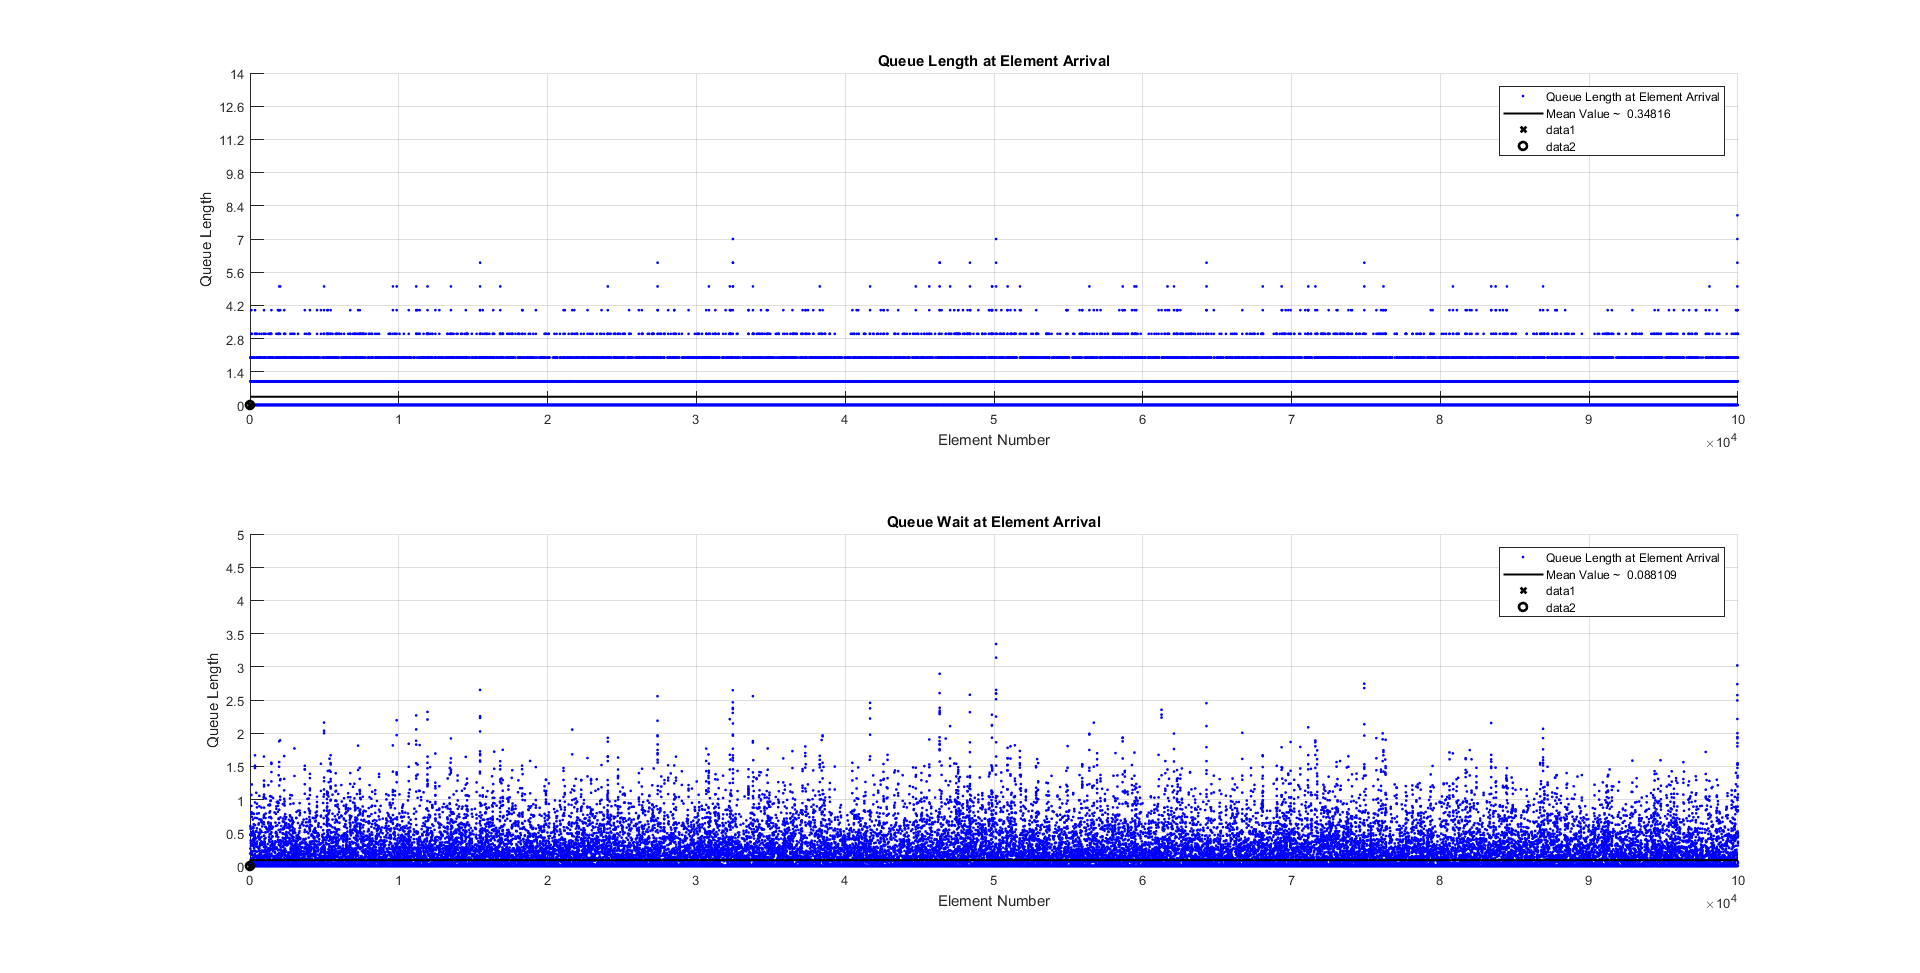 Queue Length at Element Arrival
14
12.6
11.2
9.8
8.4
7
5.6
4.2
2.8
1.4
0
Queue Length
Queue Length at Element Arrival
Mean Value ~ 0.34816
data1
data2
0 1 2 3 4 5 6 7 8 9 10
Element Number
×10⁴
Queue Wait at Element Arrival
5
4.5
4
3.5
3
2.5
2
1.5
1
0.5
0
Queue Length
Queue Length at Element Arrival
Mean Value ~ 0.088109
data1
data2
0 1 2 3 4 5 6 7 8 9 10
Element Number
×10⁴